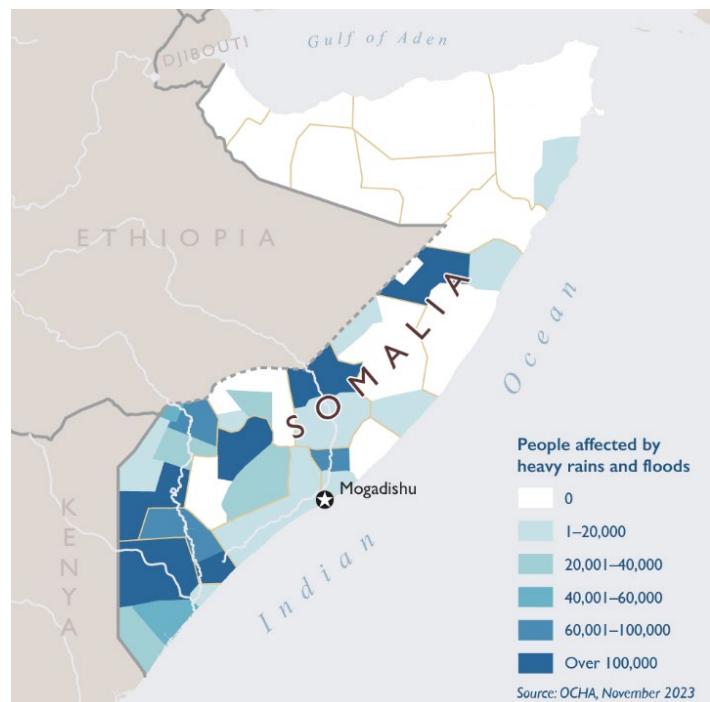 Gulf of Aden
DJIBOUTI
ETHIOPIA
SOMALIA
Ocean
Indian
Mogadishu
KENYA
People affected by
heavy rains and floods
0
1–20,000
20,001–40,000
40,001–60,000
60,001–100,000
Over 100,000
Source: OCHA, November 2023